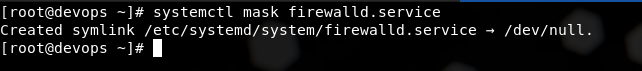 [root@devops ~]# systemctl mask firewalld.service
Created symlink /etc/systemd/system/firewalld.service → /dev/null.
[root@devops ~]#